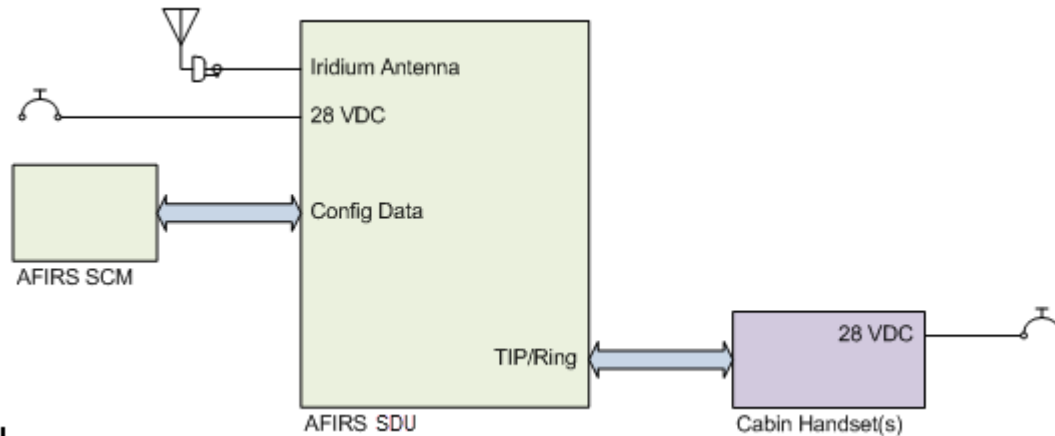 Iridium Antenna
28 VDC
Config Data
AFIRS SCM
TIP/Ring
28 VDC
AFIRS SDU
Cabin Handset(s)